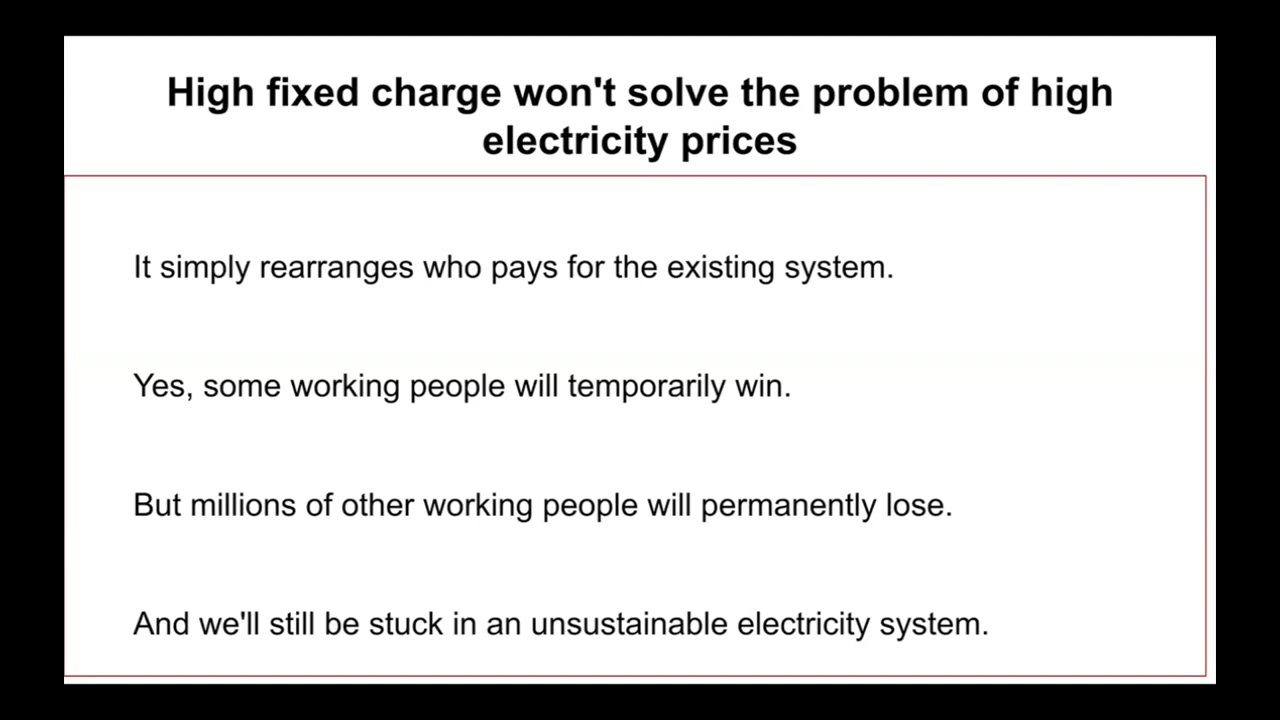 High fixed charge won't solve the problem of high
electricity prices
It simply rearranges who pays for the existing system.
Yes, some working people will temporarily win.
But millions of other working people will permanently lose.
And we'll still be stuck in an unsustainable electricity system.